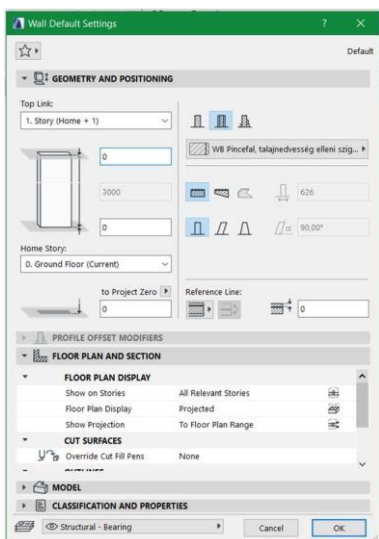 Wall Default Settings
?
Default
GEOMETRY AND POSITIONING
Top Link:
1. Story (Home + 1)
0
WB Pincefal, talajnedvesség elleni szig...
3000
626
0
α
90,00°
Home Story:
0. Ground Floor (Current)
to Project Zero
Reference Line:
0
0
PROFILE OFFSET MODIFIERS
FLOOR PLAN AND SECTION
FLOOR PLAN DISPLAY
Show on Stories All Relevant Stories
Floor Plan Display Projected
Show Projection To Floor Plan Range
CUT SURFACES
Override Cut Fill Pens None
OUTLINES
MODEL
CLASSIFICATION AND PROPERTIES
Structural - Bearing
Cancel
OK